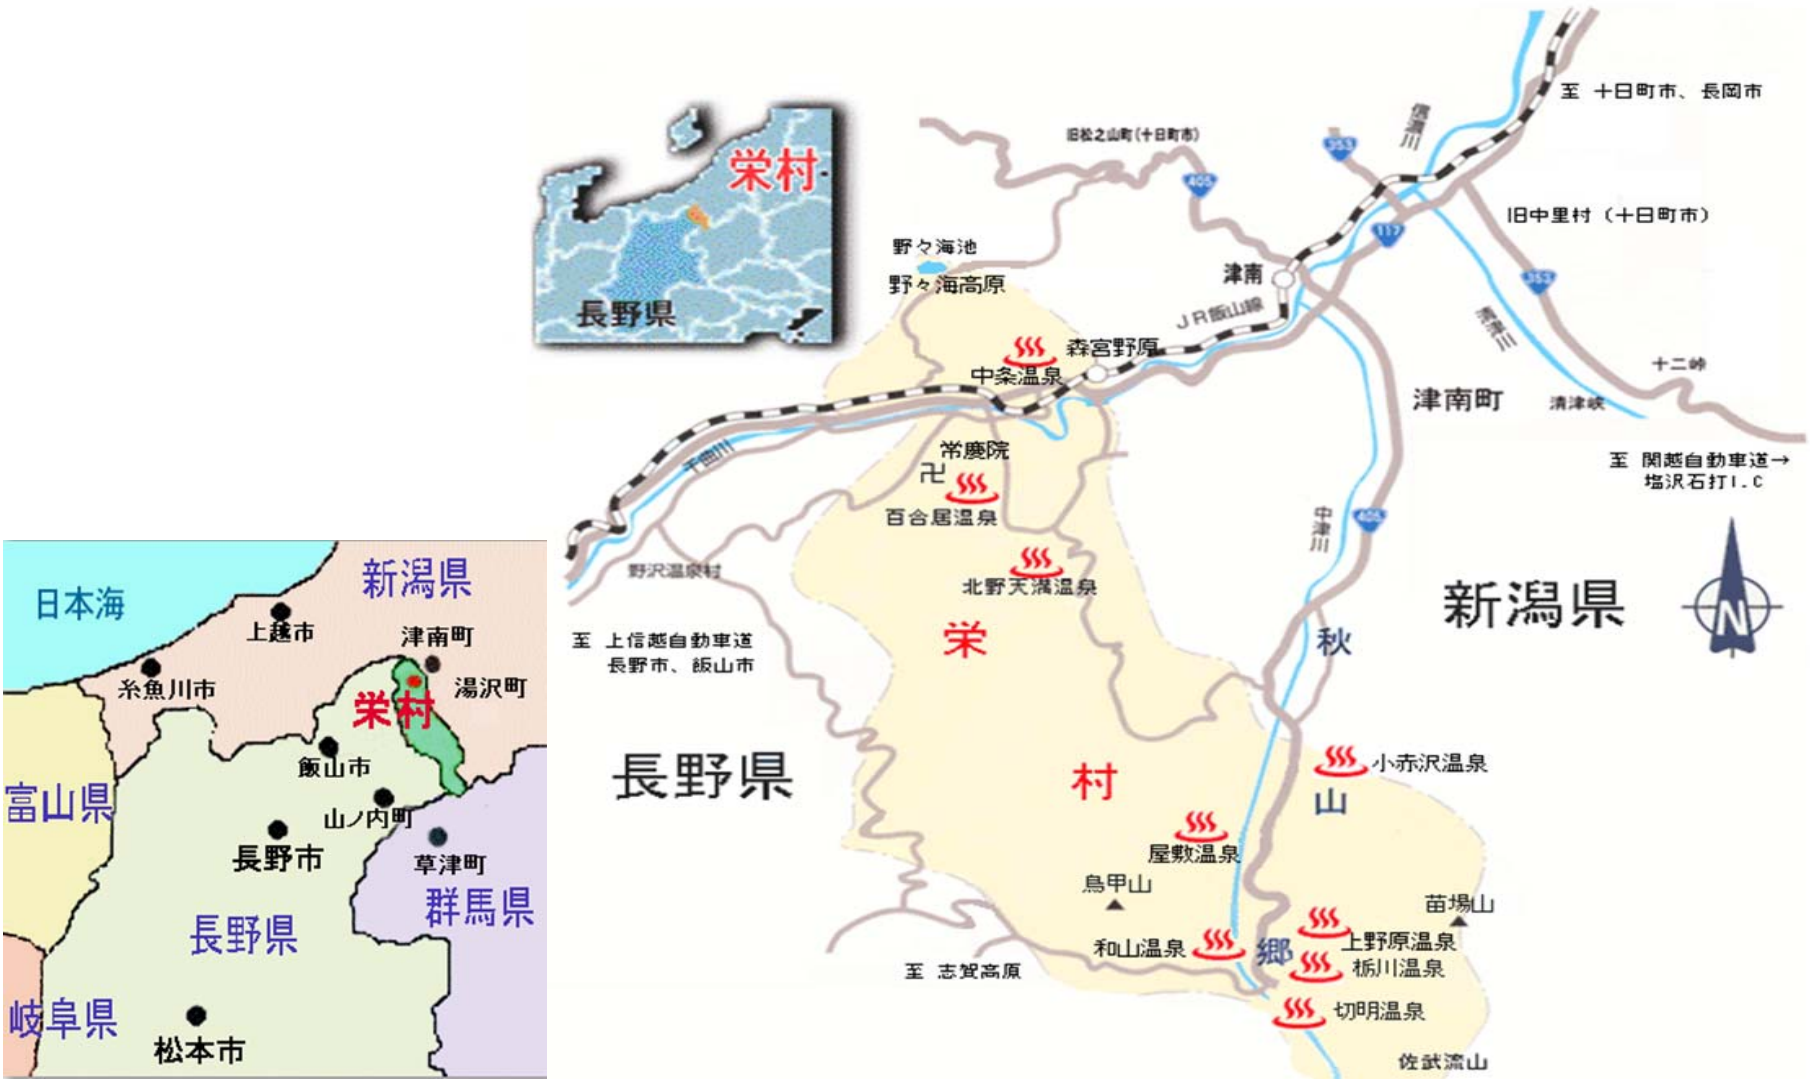 栄村
長野県
至 十日町市、長岡市
信濃川
353
旧松之山町(十日町市)
405
旧中里村(十日町市)
117
野々海池
野々海高原
津南
353
JR飯山線
清津川
森宮野原
中条温泉
十二峠
津南町
清津峡
千曲川
常慶院
卍
百合居温泉
至 関越自動車道→
塩沢石打I.C
中津川
405
野沢温泉村
北野天満温泉
新潟県
N
栄
秋
至 上信越自動車道
長野市、飯山市
長野県
村
小赤沢温泉
山
屋敷温泉
鳥甲山
苗場山
和山温泉
郷
上野原温泉
栃川温泉
至 志賀高原
切明温泉
佐武流山
日本海
新潟県
上越市
津南町
糸魚川市
湯沢町
栄村
飯山市
富山県
山ノ内町
長野市
草津町
群馬県
長野県
岐阜県
松本市